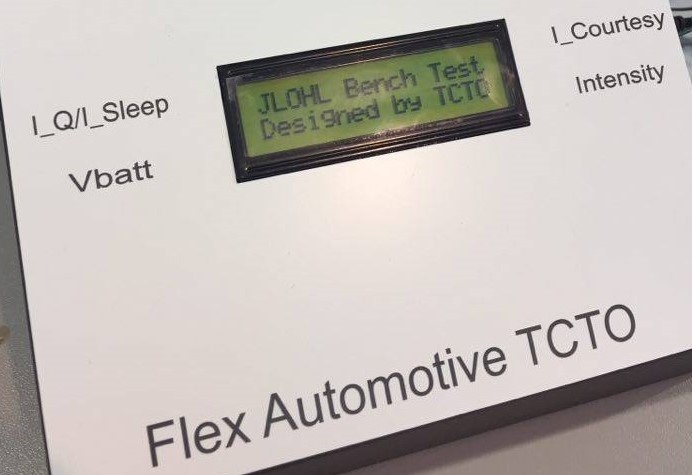 I_Courtesy
JLOHL Bench Test
I_Q/I_Sleep
Designed by TCTO
Intensity
Vbatt
Flex Automotive TCTO